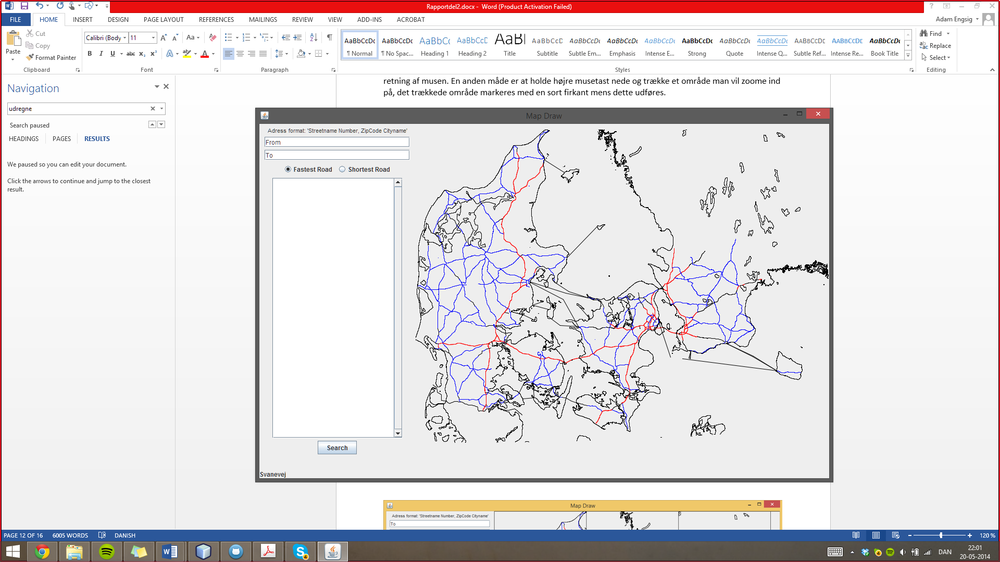 Rapportdel2.docx - Word (Product Activation Failed)
FILE HOME INSERT DESIGN PAGE LAYOUT REFERENCES MAILINGS REVIEW VIEW ADD-INS ACROBAT
Adam Engsig
Paste
Cut
Copy
Format Painter
Clipboard
Calibri (Body 11
Font
Paragraph
AaBbCcDc AaBbCcDc AaBbCc AaBbCcD AaBl AaBbCcD AaBbCcDc AaBbCcDc AaBbCcDc AaBbCcDc AaBbCcDc AaBbCcDc AaBbCcDc AaBbCcDc AaBbCcDc
¶ Normal ¶ No Spac... Heading 1 Heading 2 Title Subtitle Subtle Em... Emphasis Intense E... Strong Quote Intense Q... Subtle Ref... Intense Re... Book Title
Styles
Find
Replace
Select
Editing
Navigation
udregne
Search paused
HEADINGS PAGES RESULTS
We paused so you can edit your document.
Click the arrows to continue and jump to the closest
result.
retning af musen. En anden måde er at holde højre musetast nede og trække et område man vil zoome ind
på, det trækkede område markeres med en sort firkant mens dette udføres.
Map Draw
Adress format: 'Streetname Number, ZipCode Cityname'
From
To
Fastest Road Shortest Road
Search
Svanevej
Map Draw
Adress format: 'Streetname Number, ZipCode Cityname'
To
PAGE 12 OF 16 6005 WORDS DANISH
120 %
DAN
22:01
20-05-2014